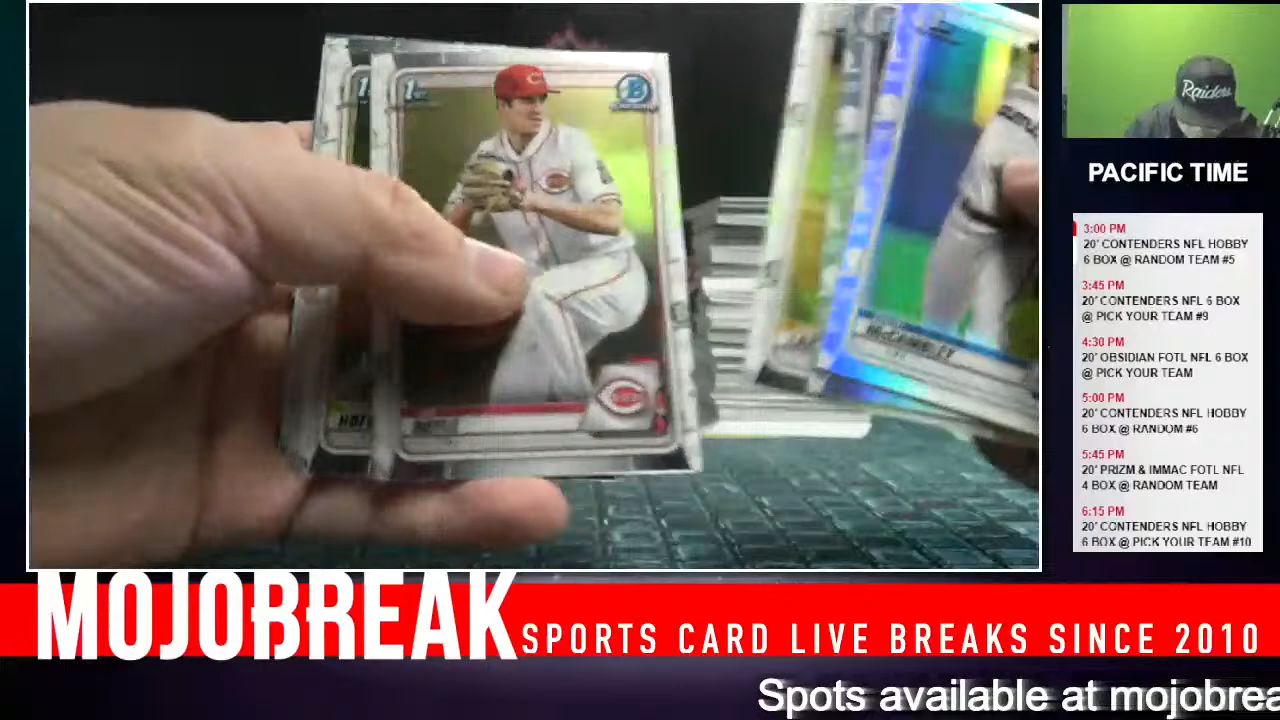 1st
B
C
Raiders
PACIFIC TIME
3:00 PM
20' CONTENDERS NFL HOBBY
6 BOX @ RANDOM TEAM #5
3:45 PM
20' CONTENDERS NFL 6 BOX
@ PICK YOUR TEAM #9
4:30 PM
20' OBSIDIAN FOTL NFL 6 BOX
@ PICK YOUR TEAM
5:00 PM
20' CONTENDERS NFL HOBBY
6 BOX @ RANDOM #6
5:45 PM
20' PRIZM & IMMAC FOTL NFL
4 BOX @ RANDOM TEAM
6:15 PM
20' CONTENDERS NFL HOBBY
6 BOX @ PICK YOUR TEAM #10
MOJOBREAK
SPORTS CARD LIVE BREAKS SINCE 2010
Spots available at mojobrea